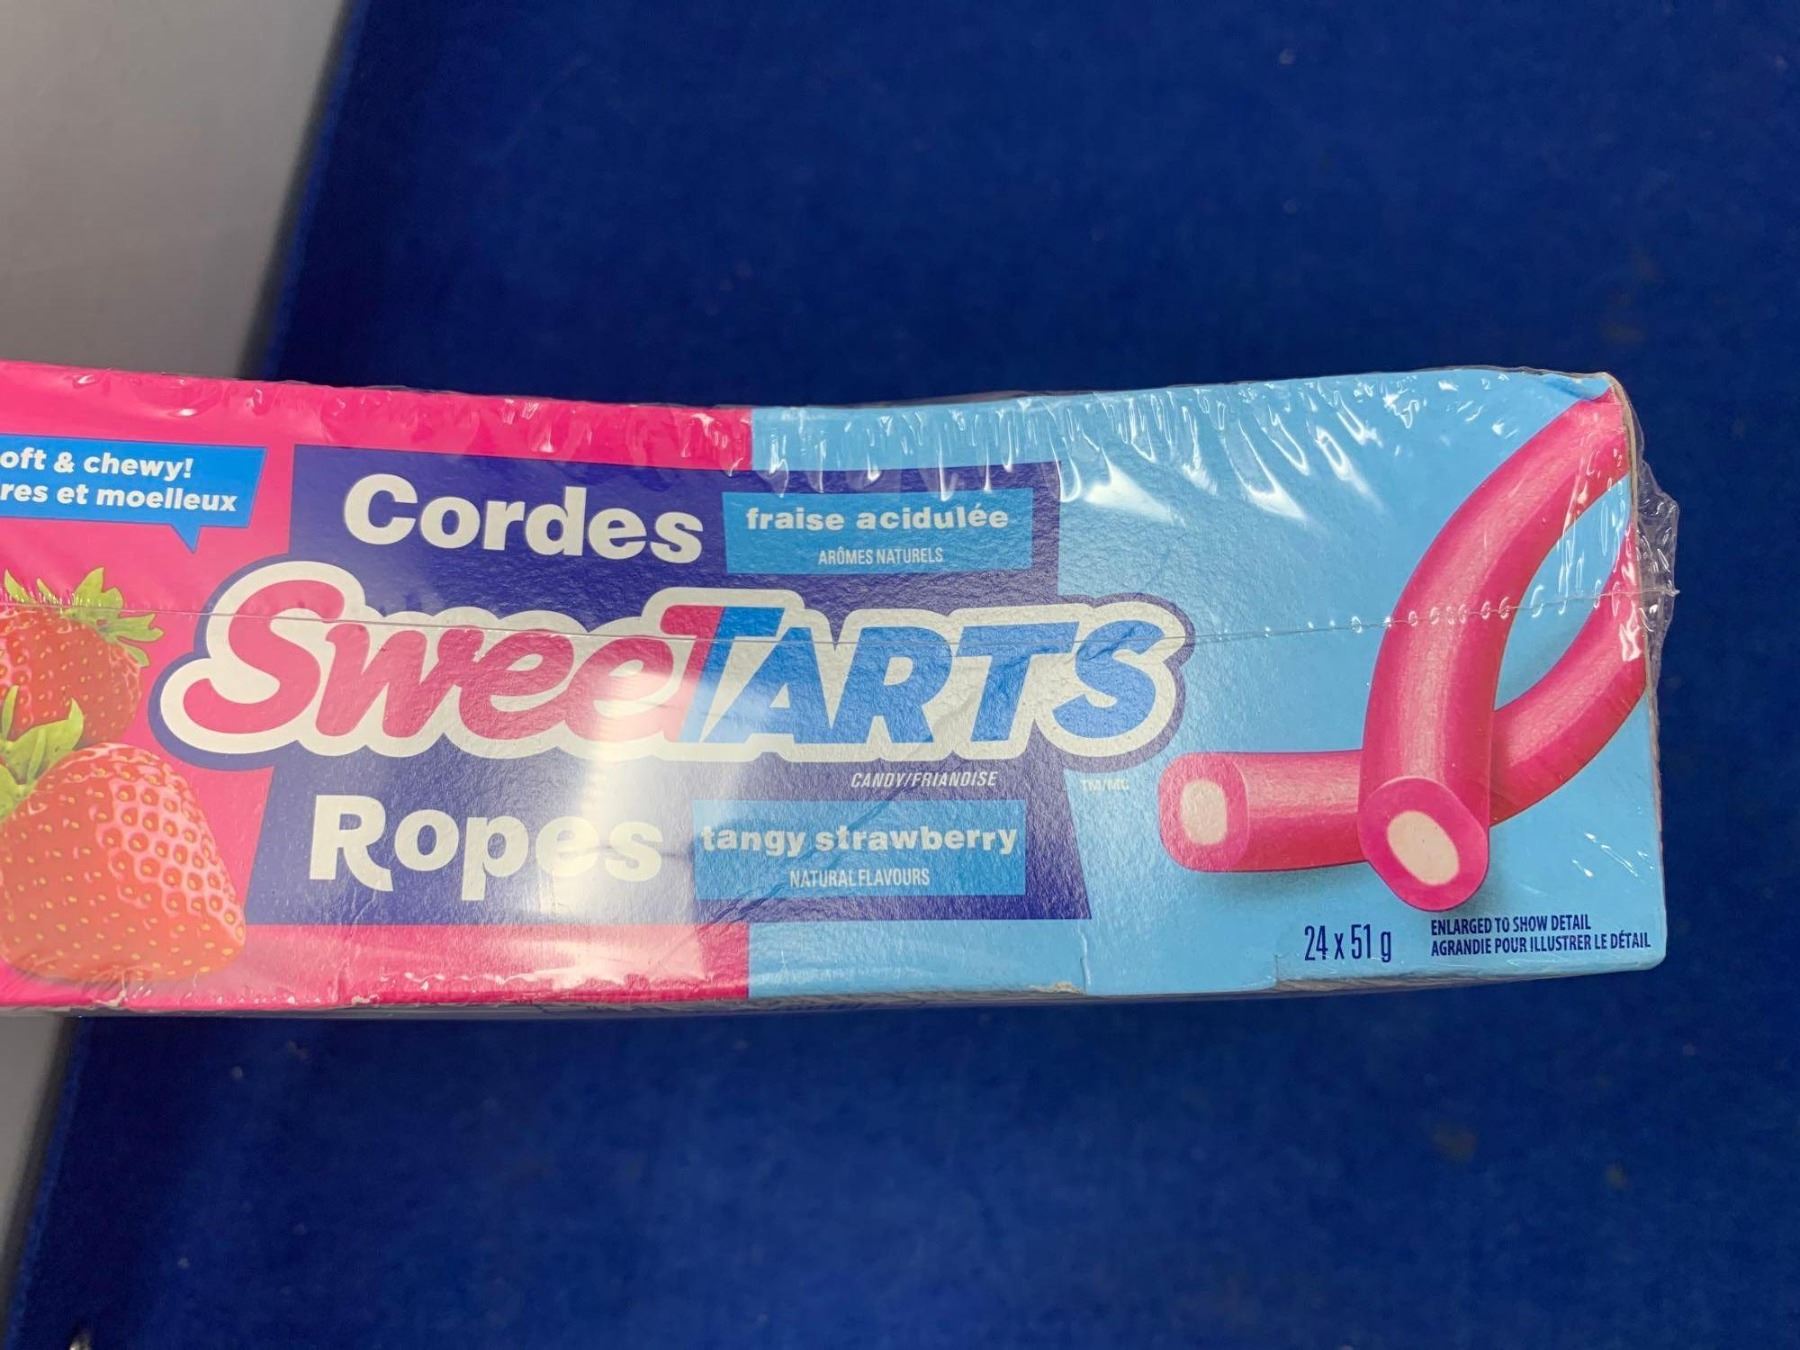 oft & chewy!
res et moelleux
Cordes
fraise acidulée
ARÔMES NATURELS
SweeTARTS
CANDY/FRIANDISE
TM/MC
Ropes
tangy strawberry
NATURAL FLAVOURS
24 x 51 g
ENLARGED TO SHOW DETAIL
AGRANDIE POUR ILLUSTRER LE DÉTAIL